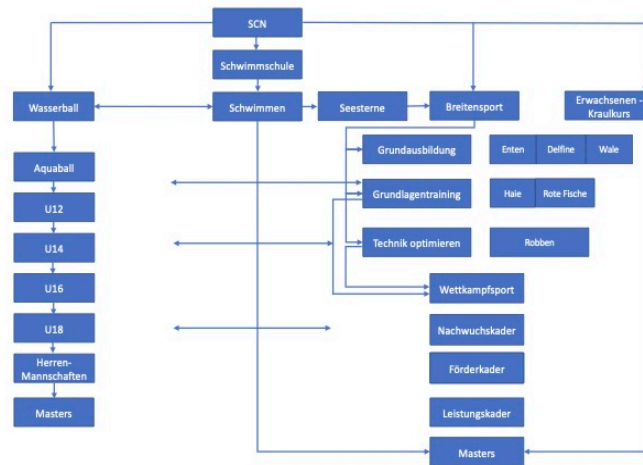 SCN
Schwimmschule
Wasserball
Schwimmen
Seesterne
Breitensport
Erwachsenen -
Kraulkurs
Grundausbildung
Enten
Delfine
Wale
Aquaball
Grundlagentraining
Haie
Rote Fische
U12
U14
Technik optimieren
Robben
U16
Wettkampfsport
U18
Nachwuchskader
Herren-
Mannschaften
Förderkader
Masters
Leistungskader
Masters